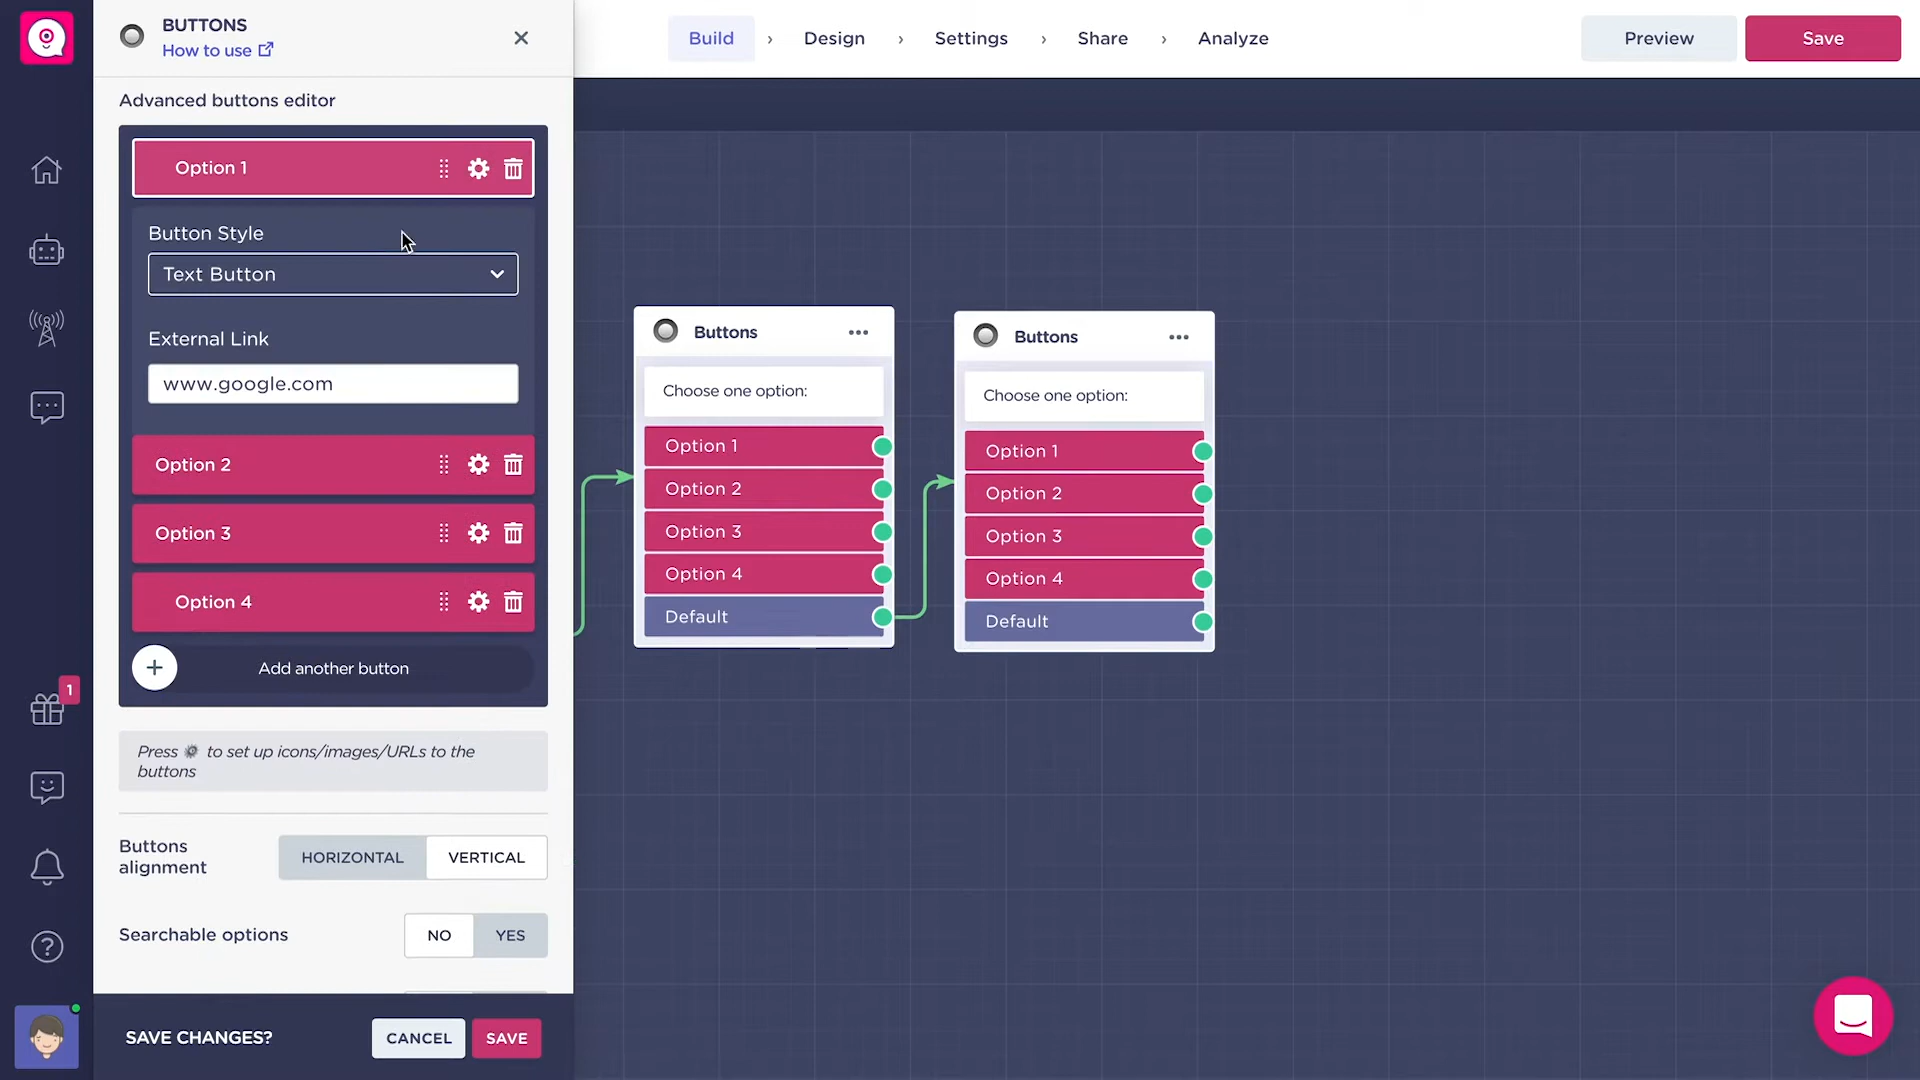 BUTTONS
How to use
Build
Design
Settings
Share
Analyze
Preview
Save
Advanced buttons editor
Option 1
Button Style
Text Button
External Link
www.google.com
Option 2
Option 3
Option 4
+
Add another button
Press to set up icons/images/URLs to the
buttons
Buttons
alignment
HORIZONTAL
VERTICAL
Searchable options
NO
YES
SAVE CHANGES?
CANCEL
SAVE
1
?
Buttons
Choose one option:
Option 1
Option 2
Option 3
Option 4
Default
Buttons
Choose one option:
Option 1
Option 2
Option 3
Option 4
Default